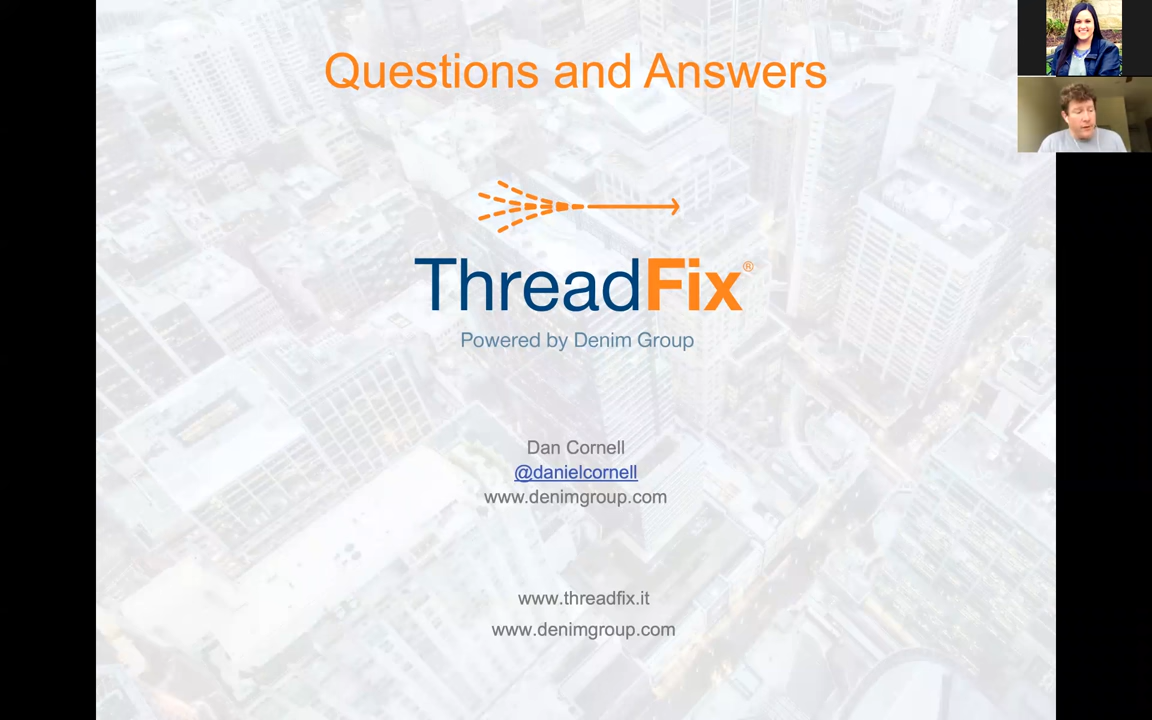 Questions and Answers
ThreadFix®
Powered by Denim Group
Dan Cornell
@danielcornell
www.denimgroup.com
www.threadfix.it
www.denimgroup.com